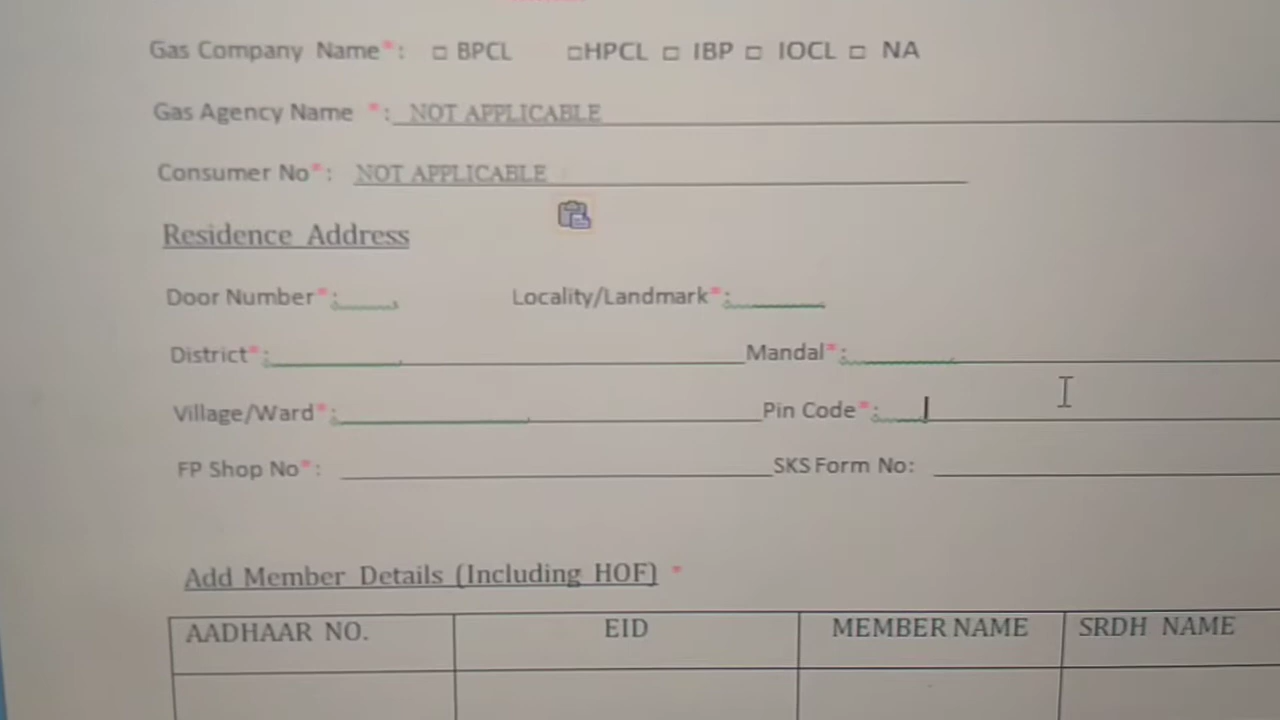 Gas Company Name*: □ BPCL □HPCL □ IBP □ IOCL □ NA
Gas Agency Name *: NOT APPLICABLE
Consumer No*: NOT APPLICABLE
Residence Address
Door Number*: Locality/Landmark*:
District*: Mandal*:
Village/Ward*: Pin Code*:
FP Shop No*: SKS Form No:
Add Member Details (Including HOF) *
AADHAAR NO. EID MEMBER NAME SRDH NAME